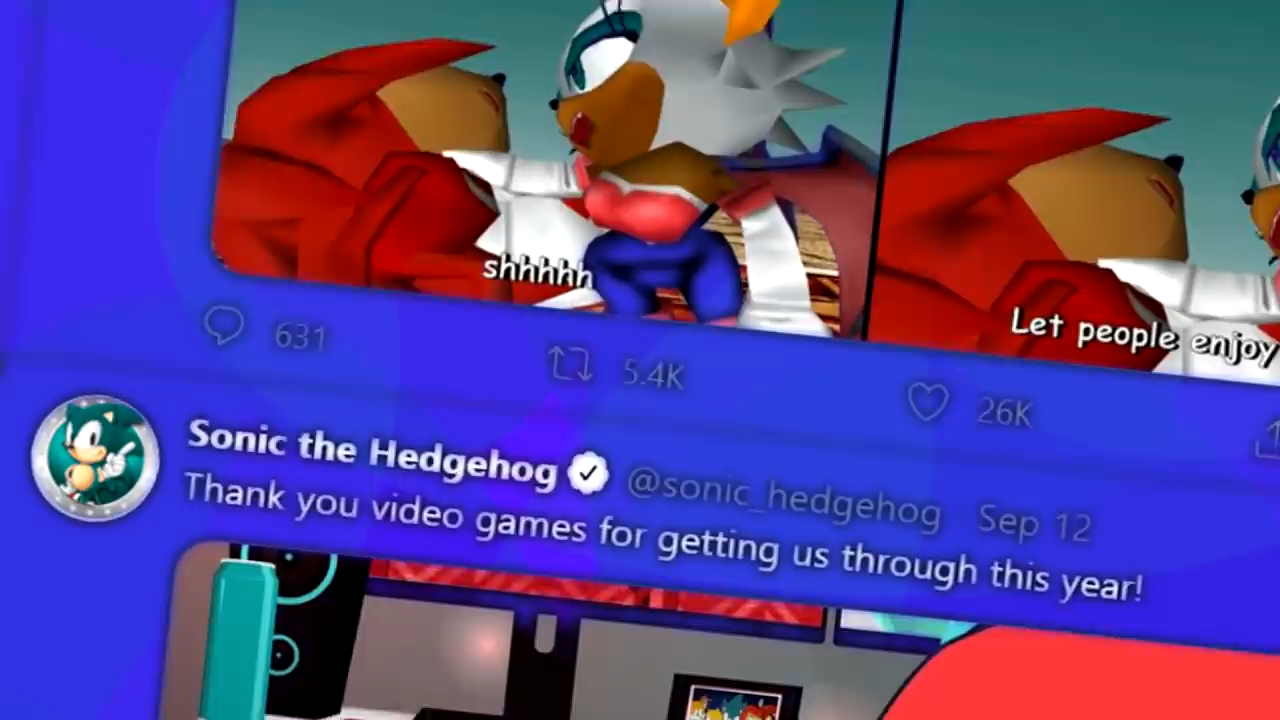 shhhhh
Let people enjoy
631
5.4K
26K
Sonic the Hedgehog @sonic_hedgehog Sep 12
Thank you video games for getting us through this year!